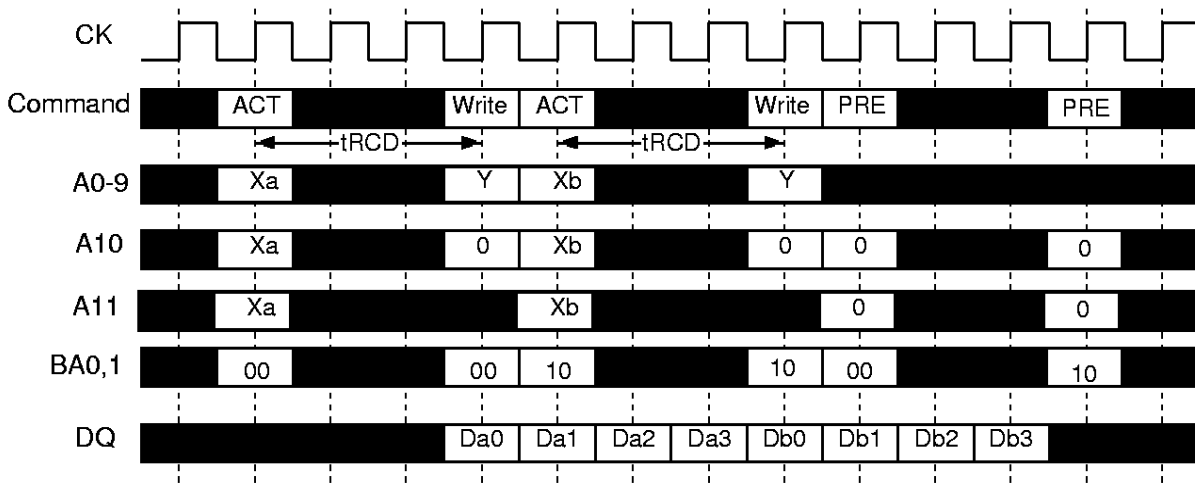 CK
Command ACT Write ACT Write PRE PRE
tRCD tRCD
A0-9 Xa Y Xb Y
A10 Xa 0 Xb 0 0 0
A11 Xa Xb 0 0
BA0,1 00 00 10 10 00 10
DQ Da0 Da1 Da2 Da3 Db0 Db1 Db2 Db3